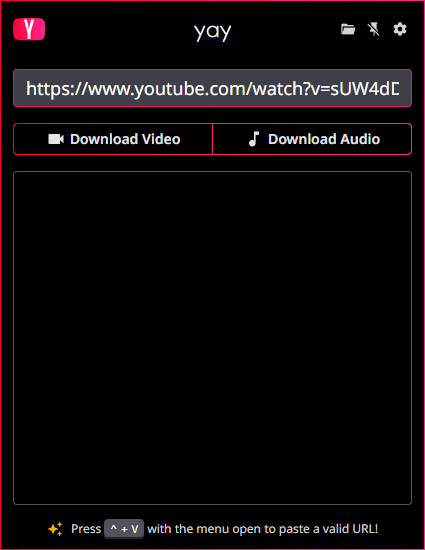 Y
yay
https://www.youtube.com/watch?v=sUW4dD
Download Video
Download Audio
Press ^ + V with the menu open to paste a valid URL!